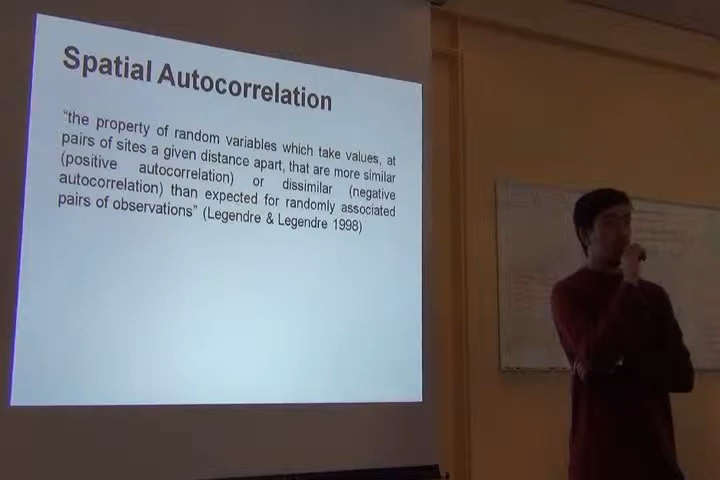 Spatial Autocorrelation
“the property of random variables which take values, at
pairs of sites a given distance apart, that are more similar
(positive autocorrelation) or dissimilar (negative
autocorrelation) than expected for randomly associated
pairs of observations” (Legendre & Legendre 1998)